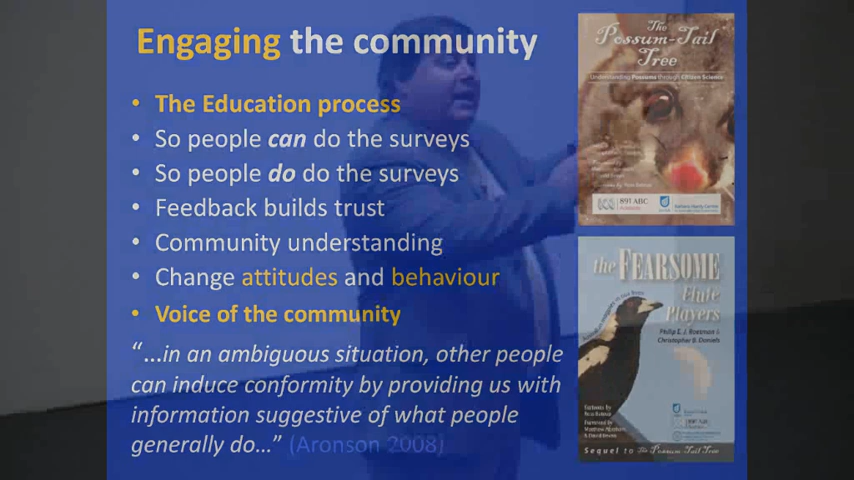 Engaging the community
• The Education process
• So people can do the surveys
• So people do do the surveys
• Feedback builds trust
• Community understanding
• Change attitudes and behaviour
• Voice of the community
“...in an ambiguous situation, other people
can induce conformity by providing us with
information suggestive of what people
generally do...” (Aronson 2008)
The
Possum-Tail
Tree
Understanding Possums through Citizen Science
891 ABC
the FEARSOME
Flute
Players
Philip E. J. Roetman &
Christopher B. Daniels
Sequel to The Possum-Tail Tree